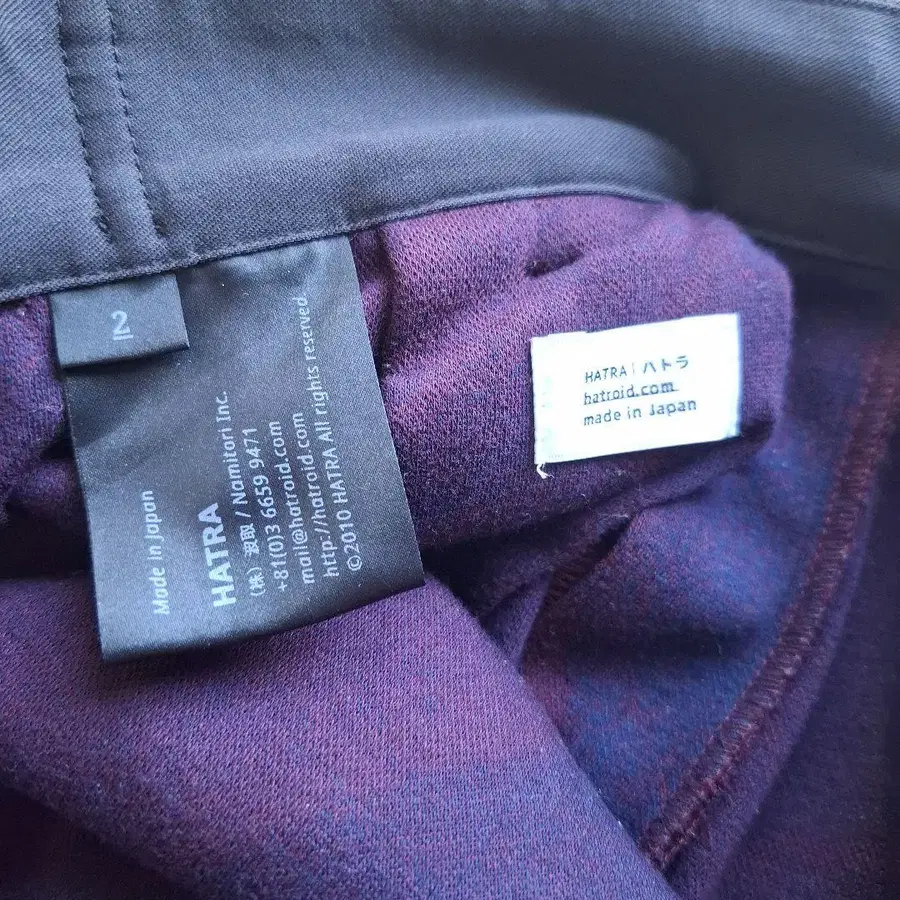 2
Made in Japan
HATRA
(株) 浪取 / Namitori Inc.
+81(0)3 6659 9471
mail@hatroid.com
http://hatroid.com
©2010 HATRA All rights reserved
HATRA | ハトラ
hatroid.com
made in Japan